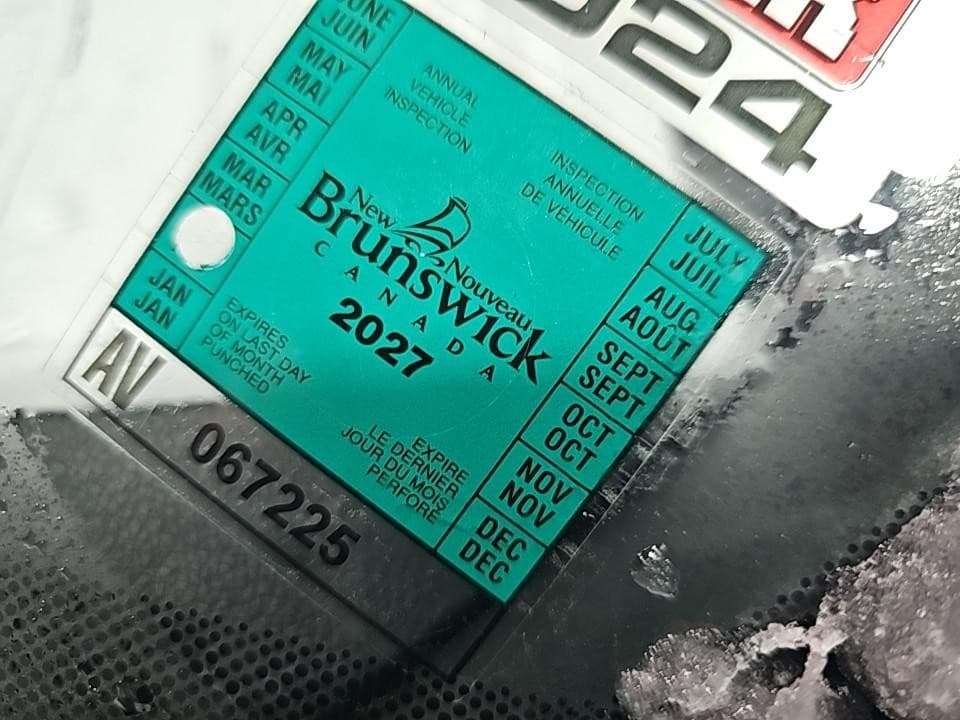 024
JUNE
JUIN
MAY
MAI
APR
AVR
MAR
MARS
JAN
JAN
ANNUAL
VEHICLE
INSPECTION
INSPECTION
ANNUELLE
DE VÉHICULE
New
Brunswick
Nouveau
CANADA
2027
EXPIRES
ON LAST DAY
OF MONTH
PUNCHED
EXPIRE
LE DERNIER
JOUR DU MOIS
PERFORÉ
JULY
JUIL
AUG
AOUT
SEPT
SEPT
OCT
OCT
NOV
NOV
DEC
DEC
AV
067225